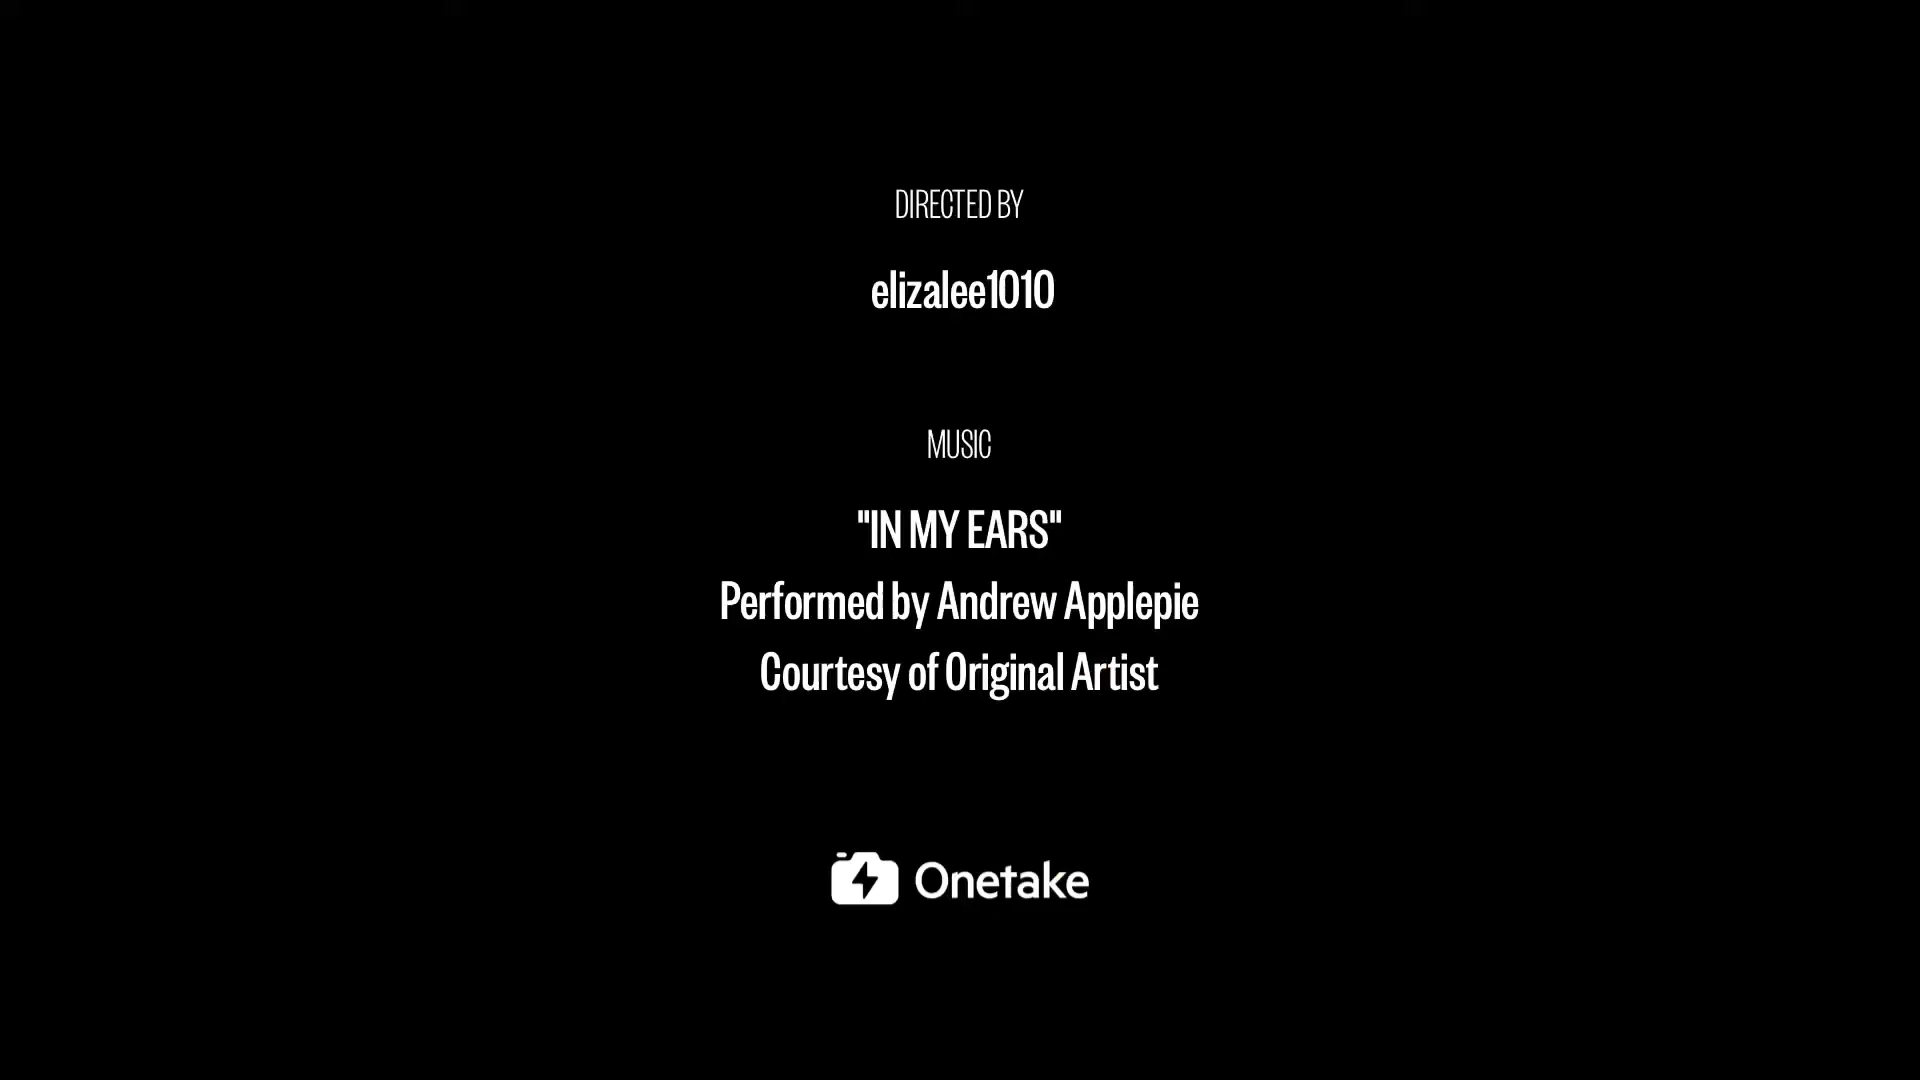 DIRECTED BY
elizalee1010
MUSIC
"IN MY EARS"
Performed by Andrew Applepie
Courtesy of Original Artist
Onetake